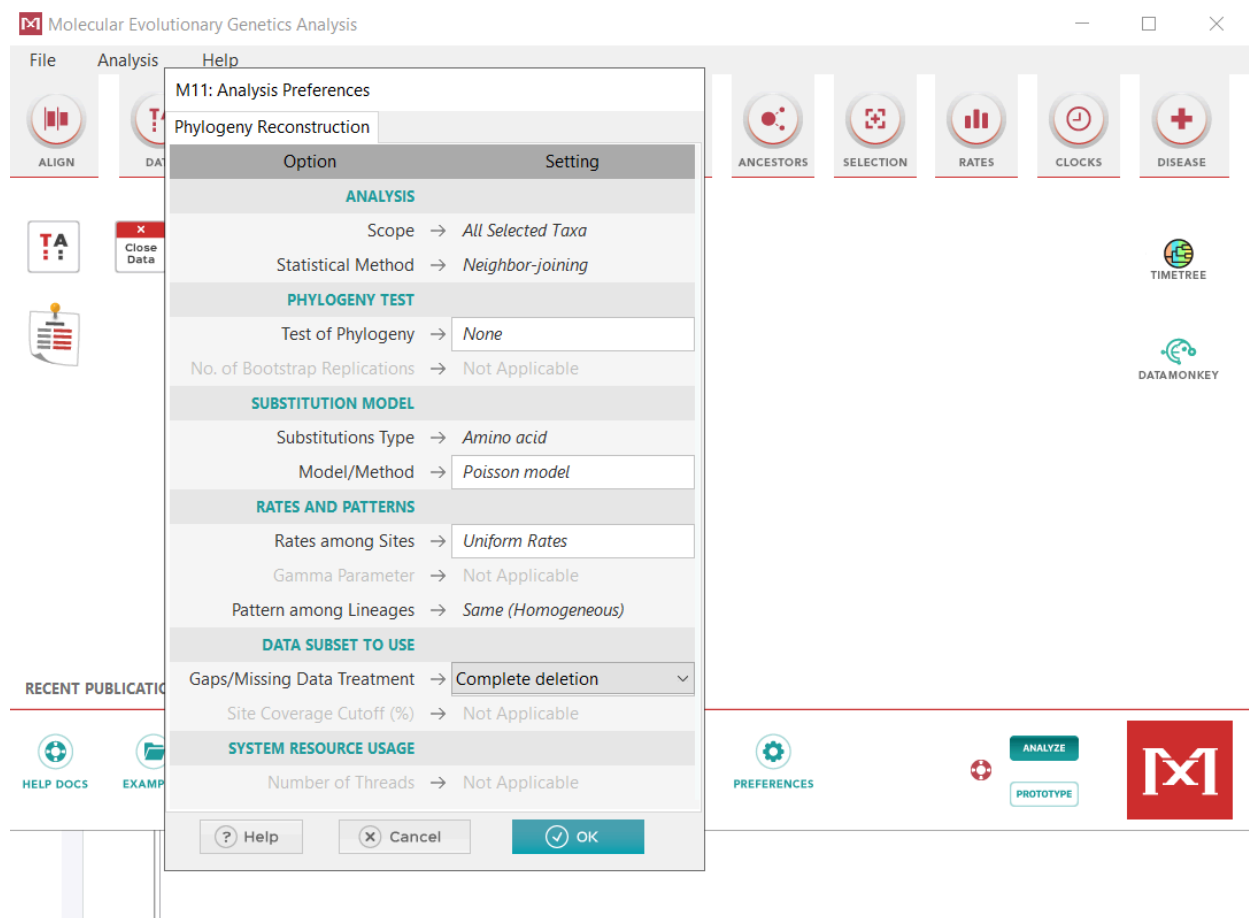 Molecular Evolutionary Genetics Analysis
File Analysis Help
M11: Analysis Preferences
Phylogeny Reconstruction
Option Setting
ANALYSIS
Scope → All Selected Taxa
Statistical Method → Neighbor-joining
PHYLOGENY TEST
Test of Phylogeny → None
No. of Bootstrap Replications → Not Applicable
SUBSTITUTION MODEL
Substitutions Type → Amino acid
Model/Method → Poisson model
RATES AND PATTERNS
Rates among Sites → Uniform Rates
Gamma Parameter → Not Applicable
Pattern among Lineages → Same (Homogeneous)
DATA SUBSET TO USE
Gaps/Missing Data Treatment → Complete deletion
Site Coverage Cutoff (%) → Not Applicable
SYSTEM RESOURCE USAGE
Number of Threads → Not Applicable
? Help
Cancel
OK
ALIGN
DAT
ANCESTORS
SELECTION
RATES
CLOCKS
DISEASE
TA
Close
Data
TIMETREE
DATAMONKEY
RECENT PUBLICATIO
HELP DOCS
EXAMP
PREFERENCES
ANALYZE
PROTOTYPE